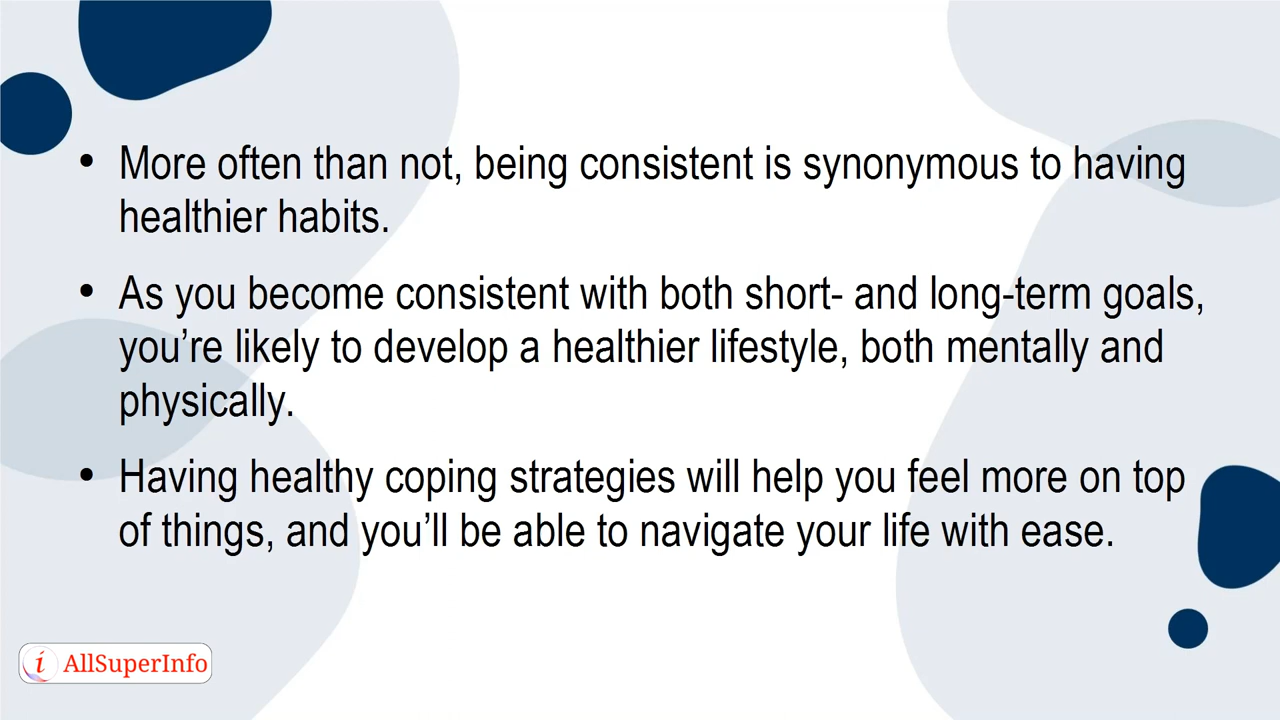 • More often than not, being consistent is synonymous to having
healthier habits.
• As you become consistent with both short- and long-term goals,
you’re likely to develop a healthier lifestyle, both mentally and
physically.
• Having healthy coping strategies will help you feel more on top
of things, and you’ll be able to navigate your life with ease.
i AllSuperInfo